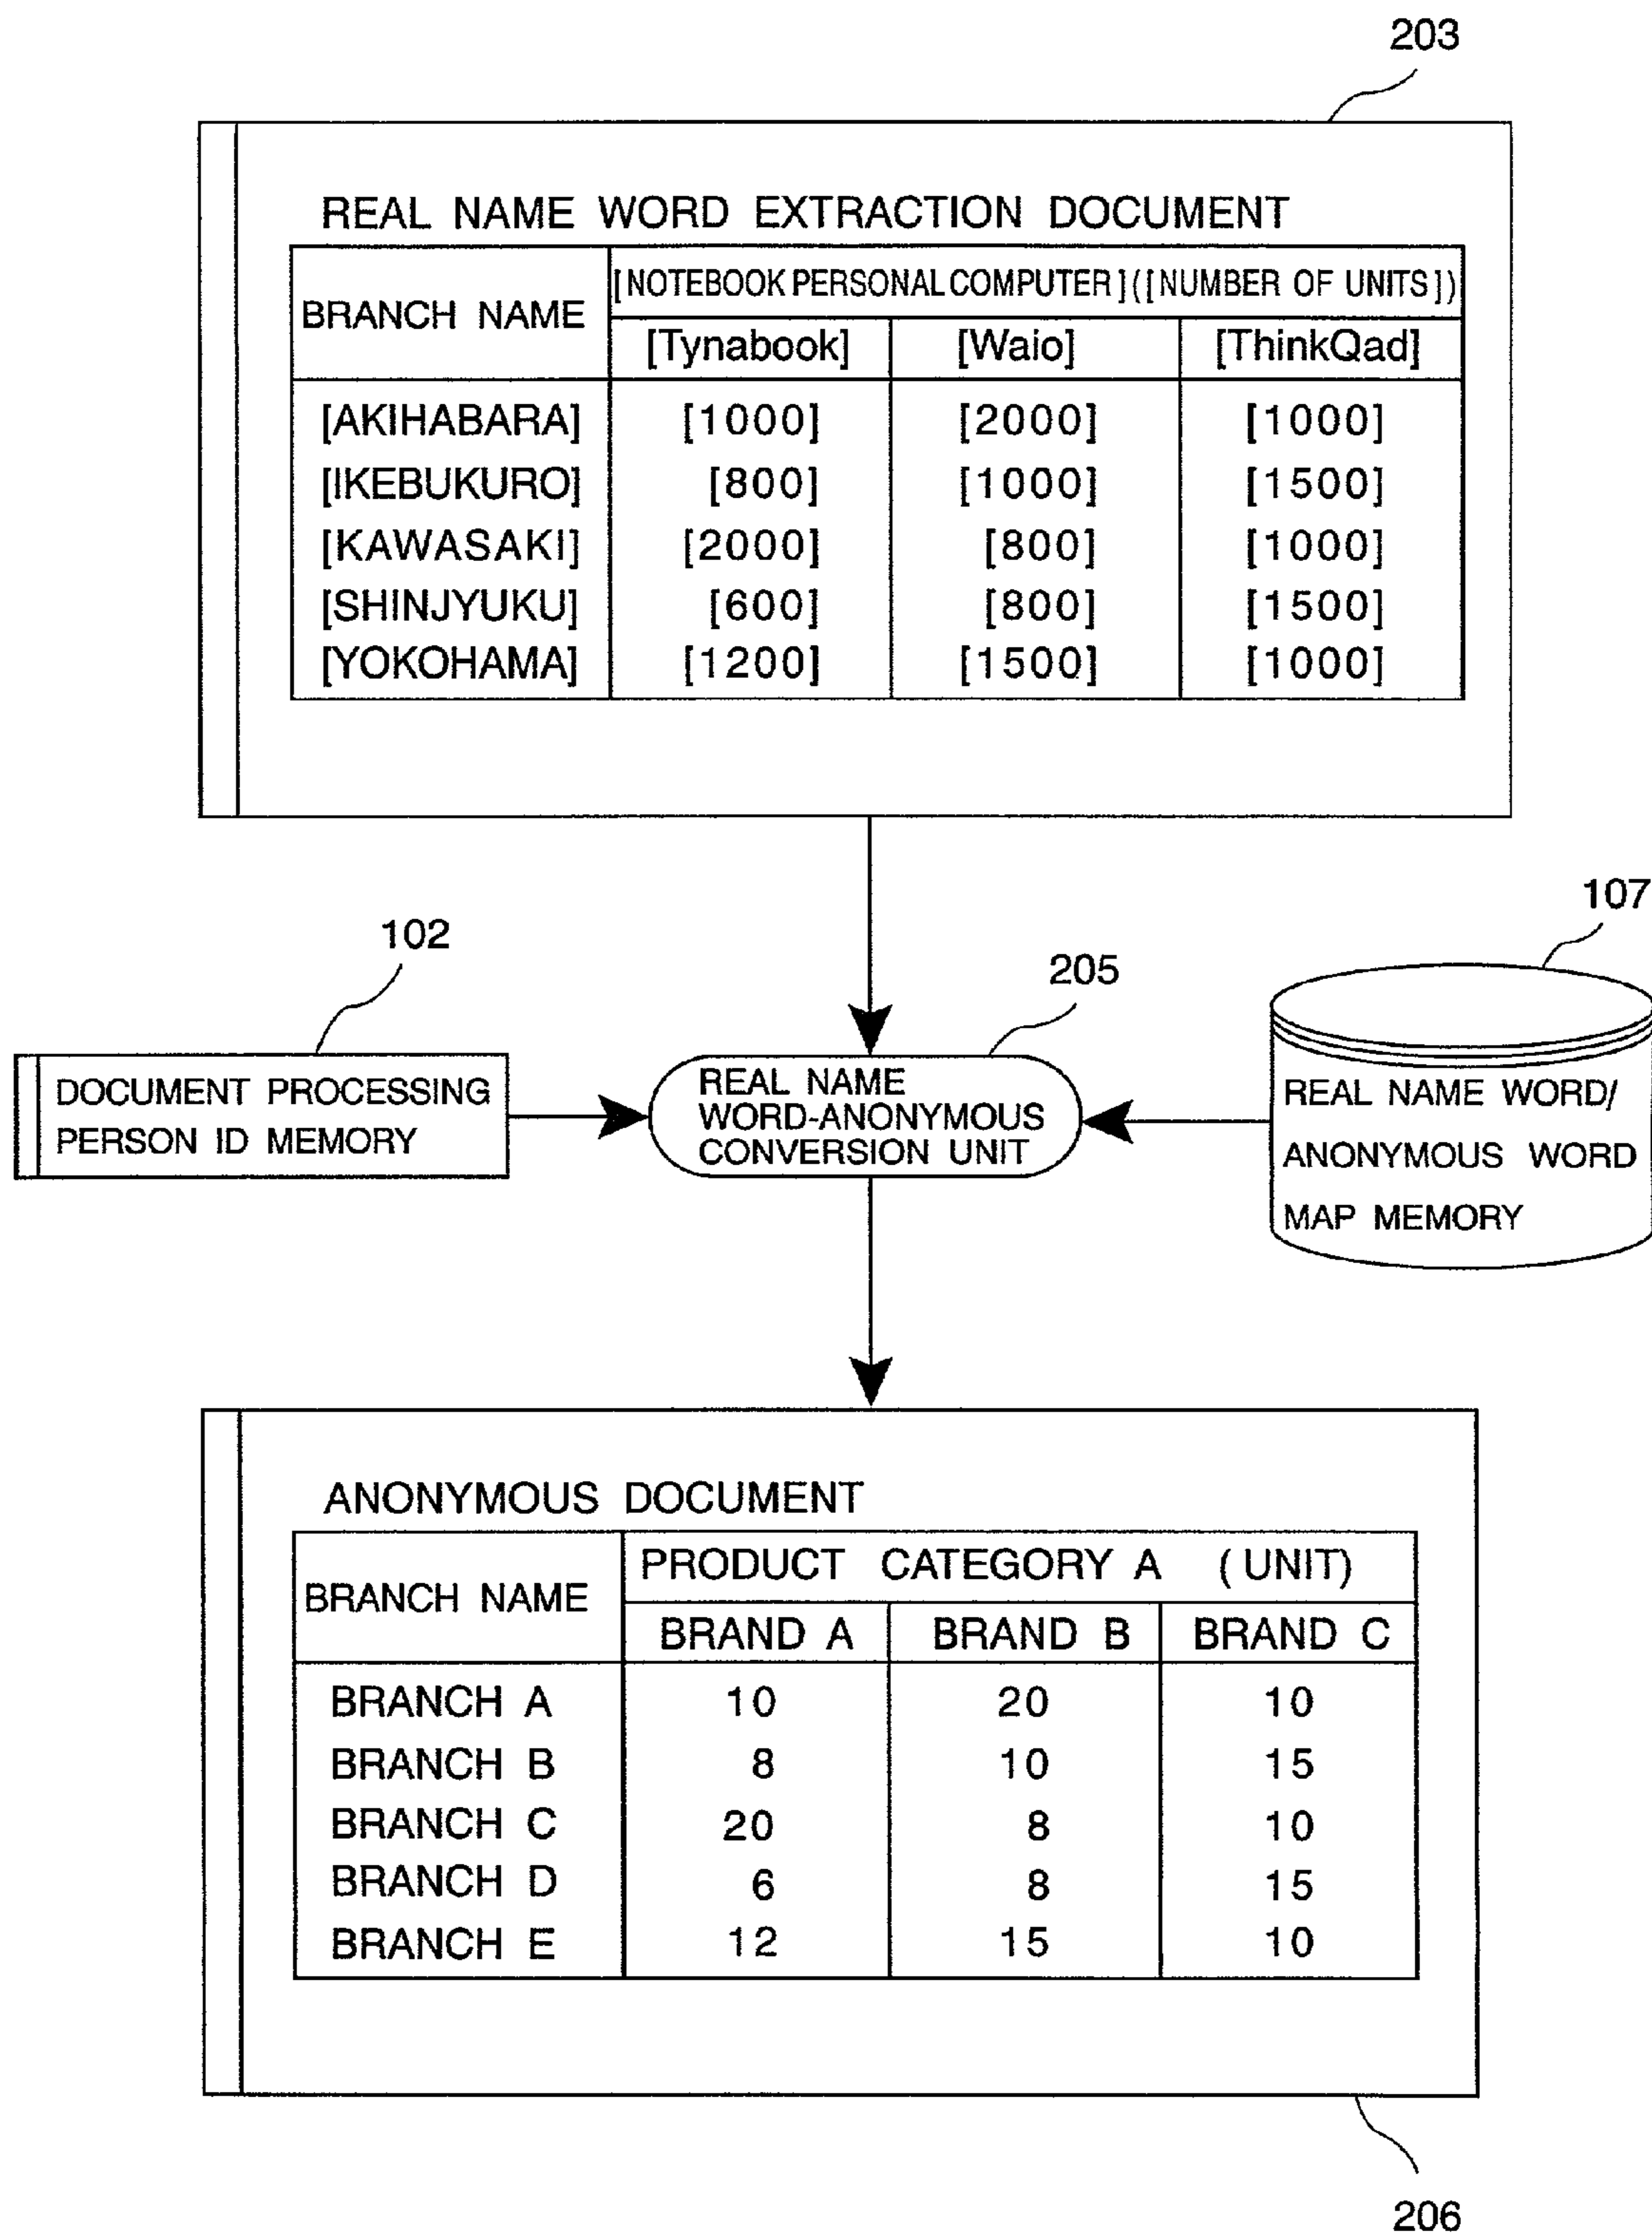 203
REAL NAME WORD EXTRACTION DOCUMENT
BRANCH NAME
[NOTEBOOK PERSONAL COMPUTER] ([NUMBER OF UNITS])
[Tynabook] [Waio] [ThinkQad]
[AKIHABARA] [1000] [2000] [1000]
[IKEBUKURO] [800] [1000] [1500]
[KAWASAKI] [2000] [800] [1000]
[SHINJYUKU] [600] [800] [1500]
[YOKOHAMA] [1200] [1500] [1000]
102
DOCUMENT PROCESSING
PERSON ID MEMORY
205
REAL NAME
WORD-ANONYMOUS
CONVERSION UNIT
107
REAL NAME WORD/
ANONYMOUS WORD
MAP MEMORY
ANONYMOUS DOCUMENT
BRANCH NAME
PRODUCT CATEGORY A (UNIT)
BRAND A BRAND B BRAND C
BRANCH A 10 20 10
BRANCH B 8 10 15
BRANCH C 20 8 10
BRANCH D 6 8 15
BRANCH E 12 15 10
206